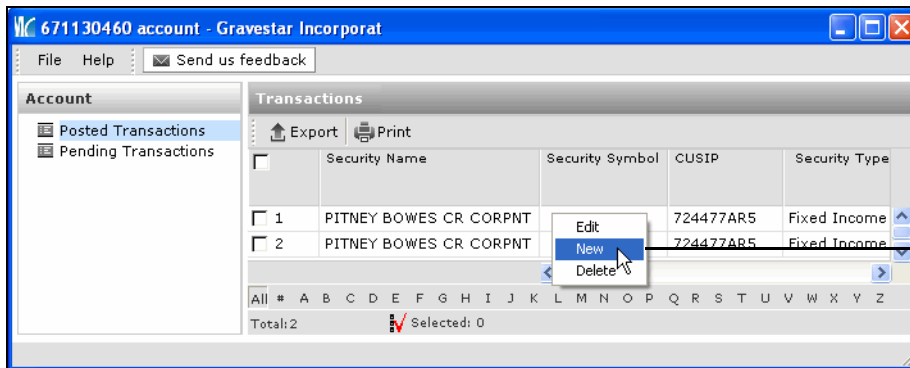 671130460 account - Gravestar Incorporat
File Help Send us feedback
Account
Posted Transactions
Pending Transactions
Transactions
Export Print
Security Name Security Symbol CUSIP Security Type
1 PITNEY BOWES CR CORPNT 724477AR5 Fixed Income
2 PITNEY BOWES CR CORPNT 724477AR5 Fixed Income
Edit
New
Delete
All # A B C D E F G H I J K L M N O P Q R S T U V W X Y Z
Total:2 Selected: 0